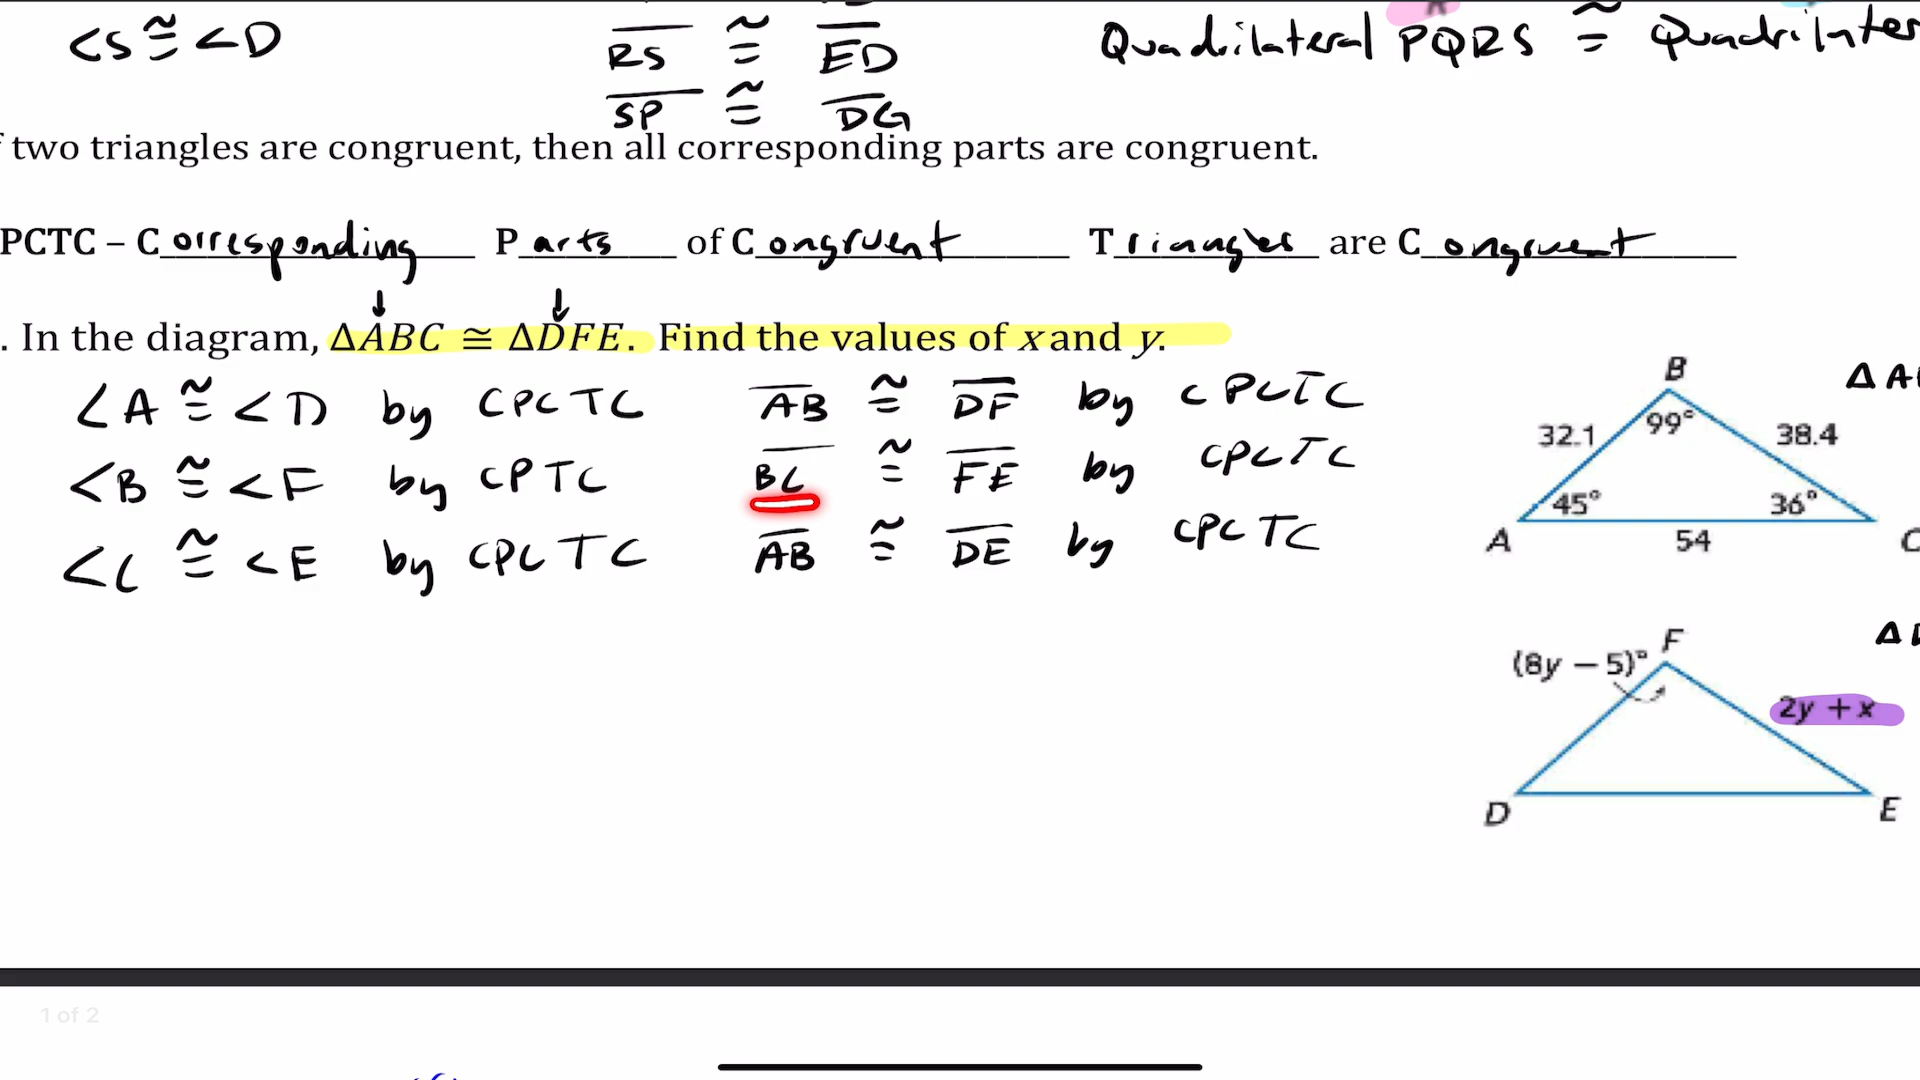 <S ≅ <D
RS ≅ ED
SP ≅ DG
Quadrilateral PQRS ≅ Quadrilater
two triangles are congruent, then all corresponding parts are congruent.
PCTC – Corresponding Parts of Congruent Triangles are Congruent
. In the diagram, ΔABC ≅ ΔDFE. Find the values of x and y.
<A ≅ <D by CPCTC
<B ≅ <F by CPTC
<C ≅ <E by CPCTC
AB ≅ DF by CPCTC
BC ≅ FE by CPCTC
AB ≅ DE by CPCTC
B
Δ A
32.1
99°
38.4
45°
36°
A
54
C
Δ
F
(8y – 5)°
2y + x
D
E
1 of 2